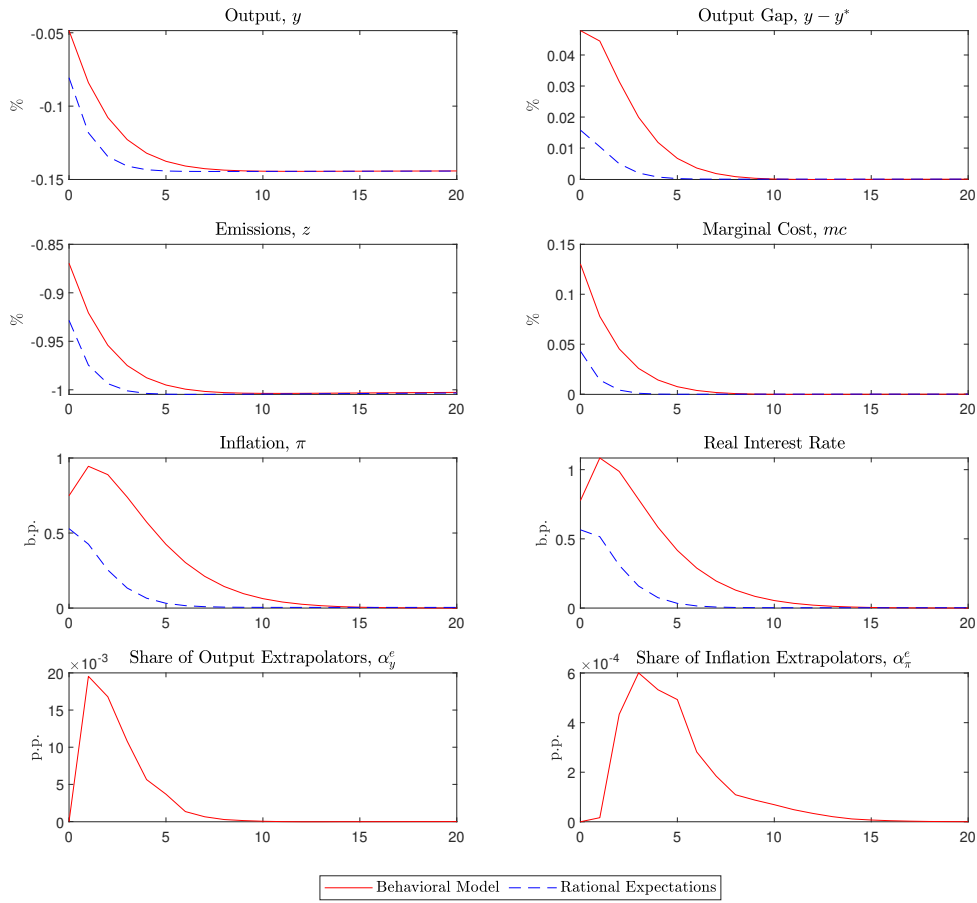 Output, y
-0.05
-0.1
-0.15
%
0 5 10 15 20
Output Gap, y − y*
0.04
0.03
0.02
0.01
0
%
0 5 10 15 20
Emissions, z
-0.85
-0.9
-0.95
-1
%
0 5 10 15 20
Marginal Cost, mc
0.15
0.1
0.05
0
%
0 5 10 15 20
Inflation, π
1
0.5
0
b.p.
0 5 10 15 20
Real Interest Rate
1
0.5
0
b.p.
0 5 10 15 20
Share of Output Extrapolators, α_y^e
×10^-3
20
15
10
5
0
p.p.
0 5 10 15 20
Share of Inflation Extrapolators, α_π^e
×10^-4
6
4
2
0
p.p.
0 5 10 15 20
Behavioral Model Rational Expectations